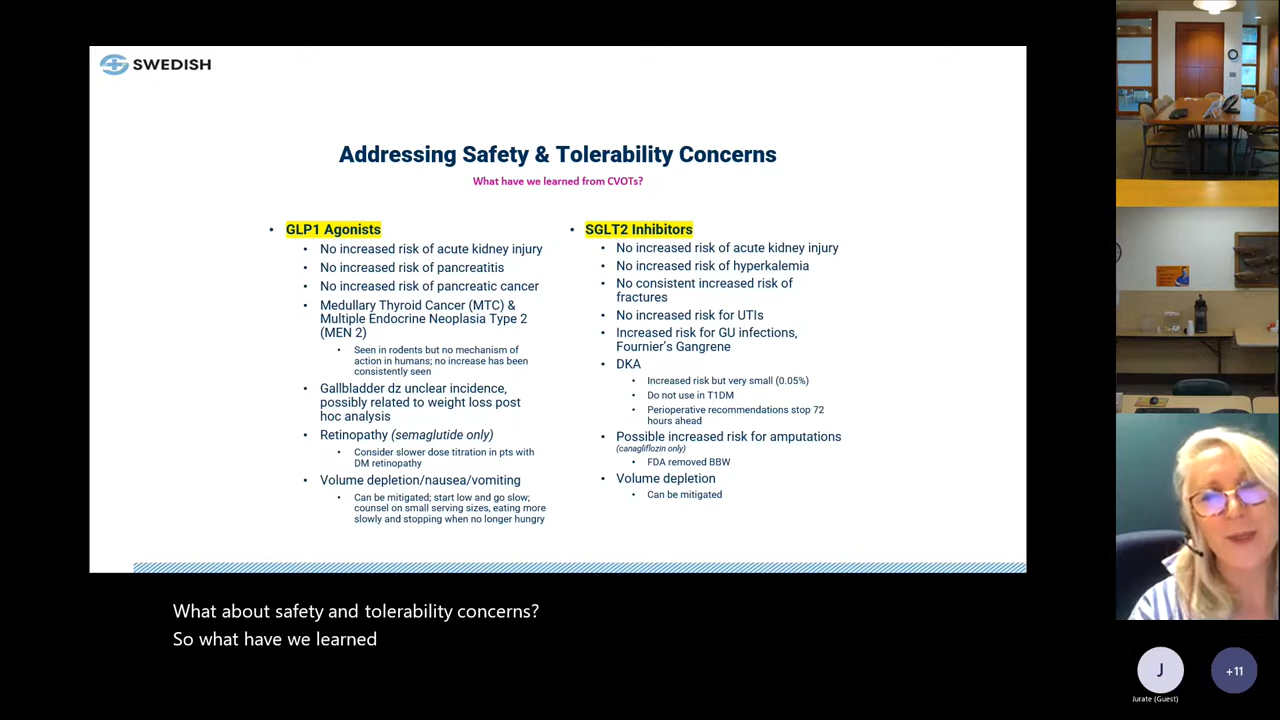 SWEDISH
Addressing Safety & Tolerability Concerns
What have we learned from CVOTs?
• GLP1 Agonists
• No increased risk of acute kidney injury
• No increased risk of pancreatitis
• No increased risk of pancreatic cancer
• Medullary Thyroid Cancer (MTC) &
Multiple Endocrine Neoplasia Type 2
(MEN 2)
• Seen in rodents but no mechanism of
action in humans; no increase has been
consistently seen
• Gallbladder dz unclear incidence,
possibly related to weight loss post
hoc analysis
• Retinopathy (semaglutide only)
• Consider slower dose titration in pts with
DM retinopathy
• Volume depletion/nausea/vomiting
• Can be mitigated; start low and go slow;
counsel on small serving sizes, eating more
slowly and stopping when no longer hungry
• SGLT2 Inhibitors
• No increased risk of acute kidney injury
• No increased risk of hyperkalemia
• No consistent increased risk of
fractures
• No increased risk for UTIs
• Increased risk for GU infections,
Fournier's Gangrene
• DKA
• Increased risk but very small (0.05%)
• Do not use in T1DM
• Perioperative recommendations stop 72
hours ahead
• Possible increased risk for amputations
(canagliflozin only)
• FDA removed BBW
• Volume depletion
• Can be mitigated
What about safety and tolerability concerns?
So what have we learned
J
Jurate (Guest)
+11